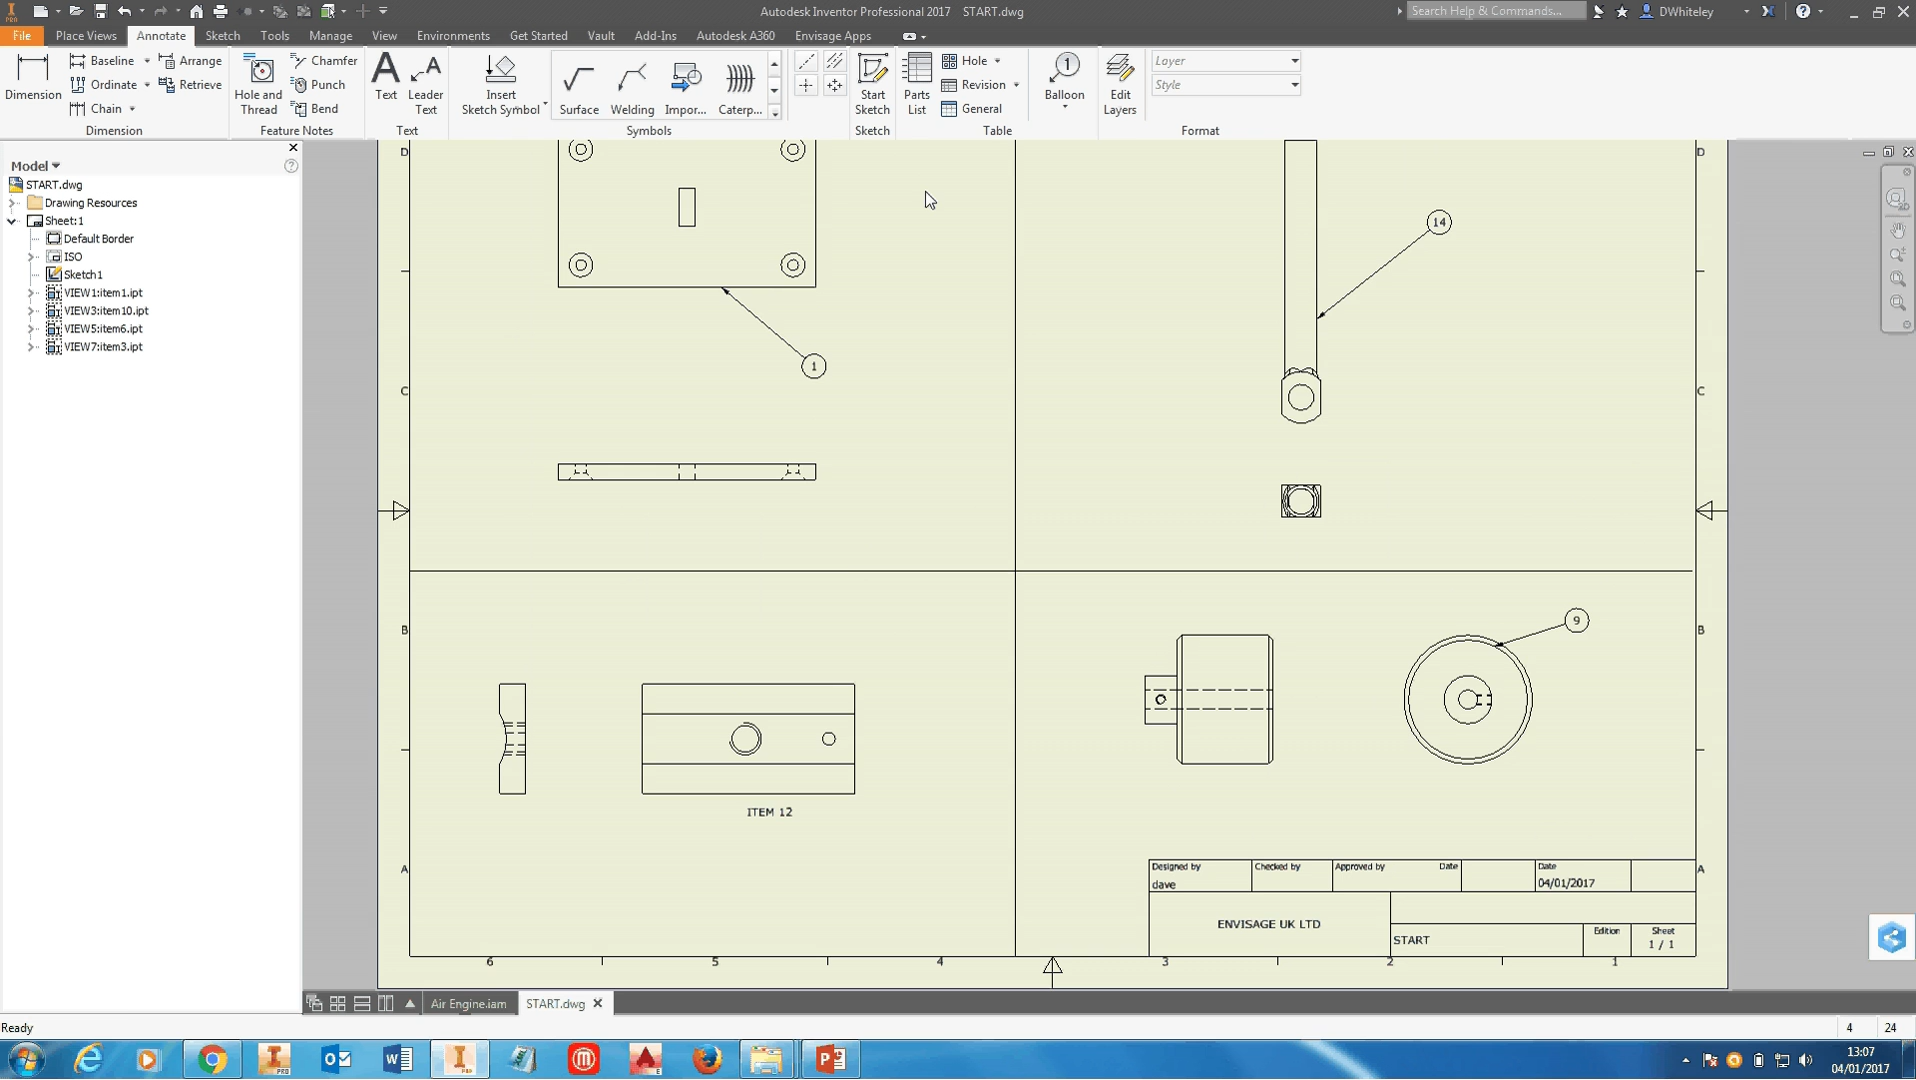 Autodesk Inventor Professional 2017 START.dwg
Search Help & Commands...
DWhiteley
File Place Views Annotate Sketch Tools Manage View Environments Get Started Vault Add-Ins Autodesk A360 Envisage Apps
Dimension
Baseline
Ordinate
Chain
Arrange
Retrieve
Dimension
Hole and Thread
Chamfer
Punch
Bend
Feature Notes
Text
Leader Text
Text
Insert Sketch Symbol
Surface
Welding
Impor...
Caterp...
Symbols
Start Sketch
Sketch
Parts List
Hole
Revision
General
Table
1
Balloon
Edit Layers
Layer
Style
Format
Model
START.dwg
Drawing Resources
Sheet:1
Default Border
ISO
Sketch1
VIEW1:item1.ipt
VIEW3:item10.ipt
VIEW5:item6.ipt
VIEW7:item3.ipt
D
D
14
1
C
C
B
B
9
ITEM 12
A
A
Designed by
dave
Checked by
Approved by
Date
Date
04/01/2017
ENVISAGE UK LTD
START
Edition
Sheet
1 / 1
6 5 4 3 2 1
Air Engine.iam
START.dwg
Ready
4 24
13:07
04/01/2017